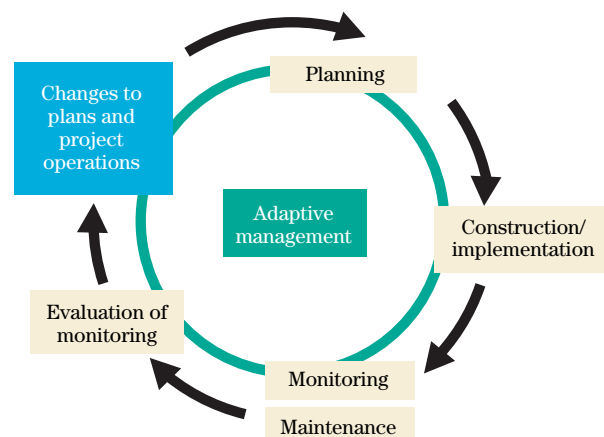 Planning
Changes to
plans and
project
operations
Adaptive
management
Construction/
implementation
Evaluation of
monitoring
Monitoring
Maintenance